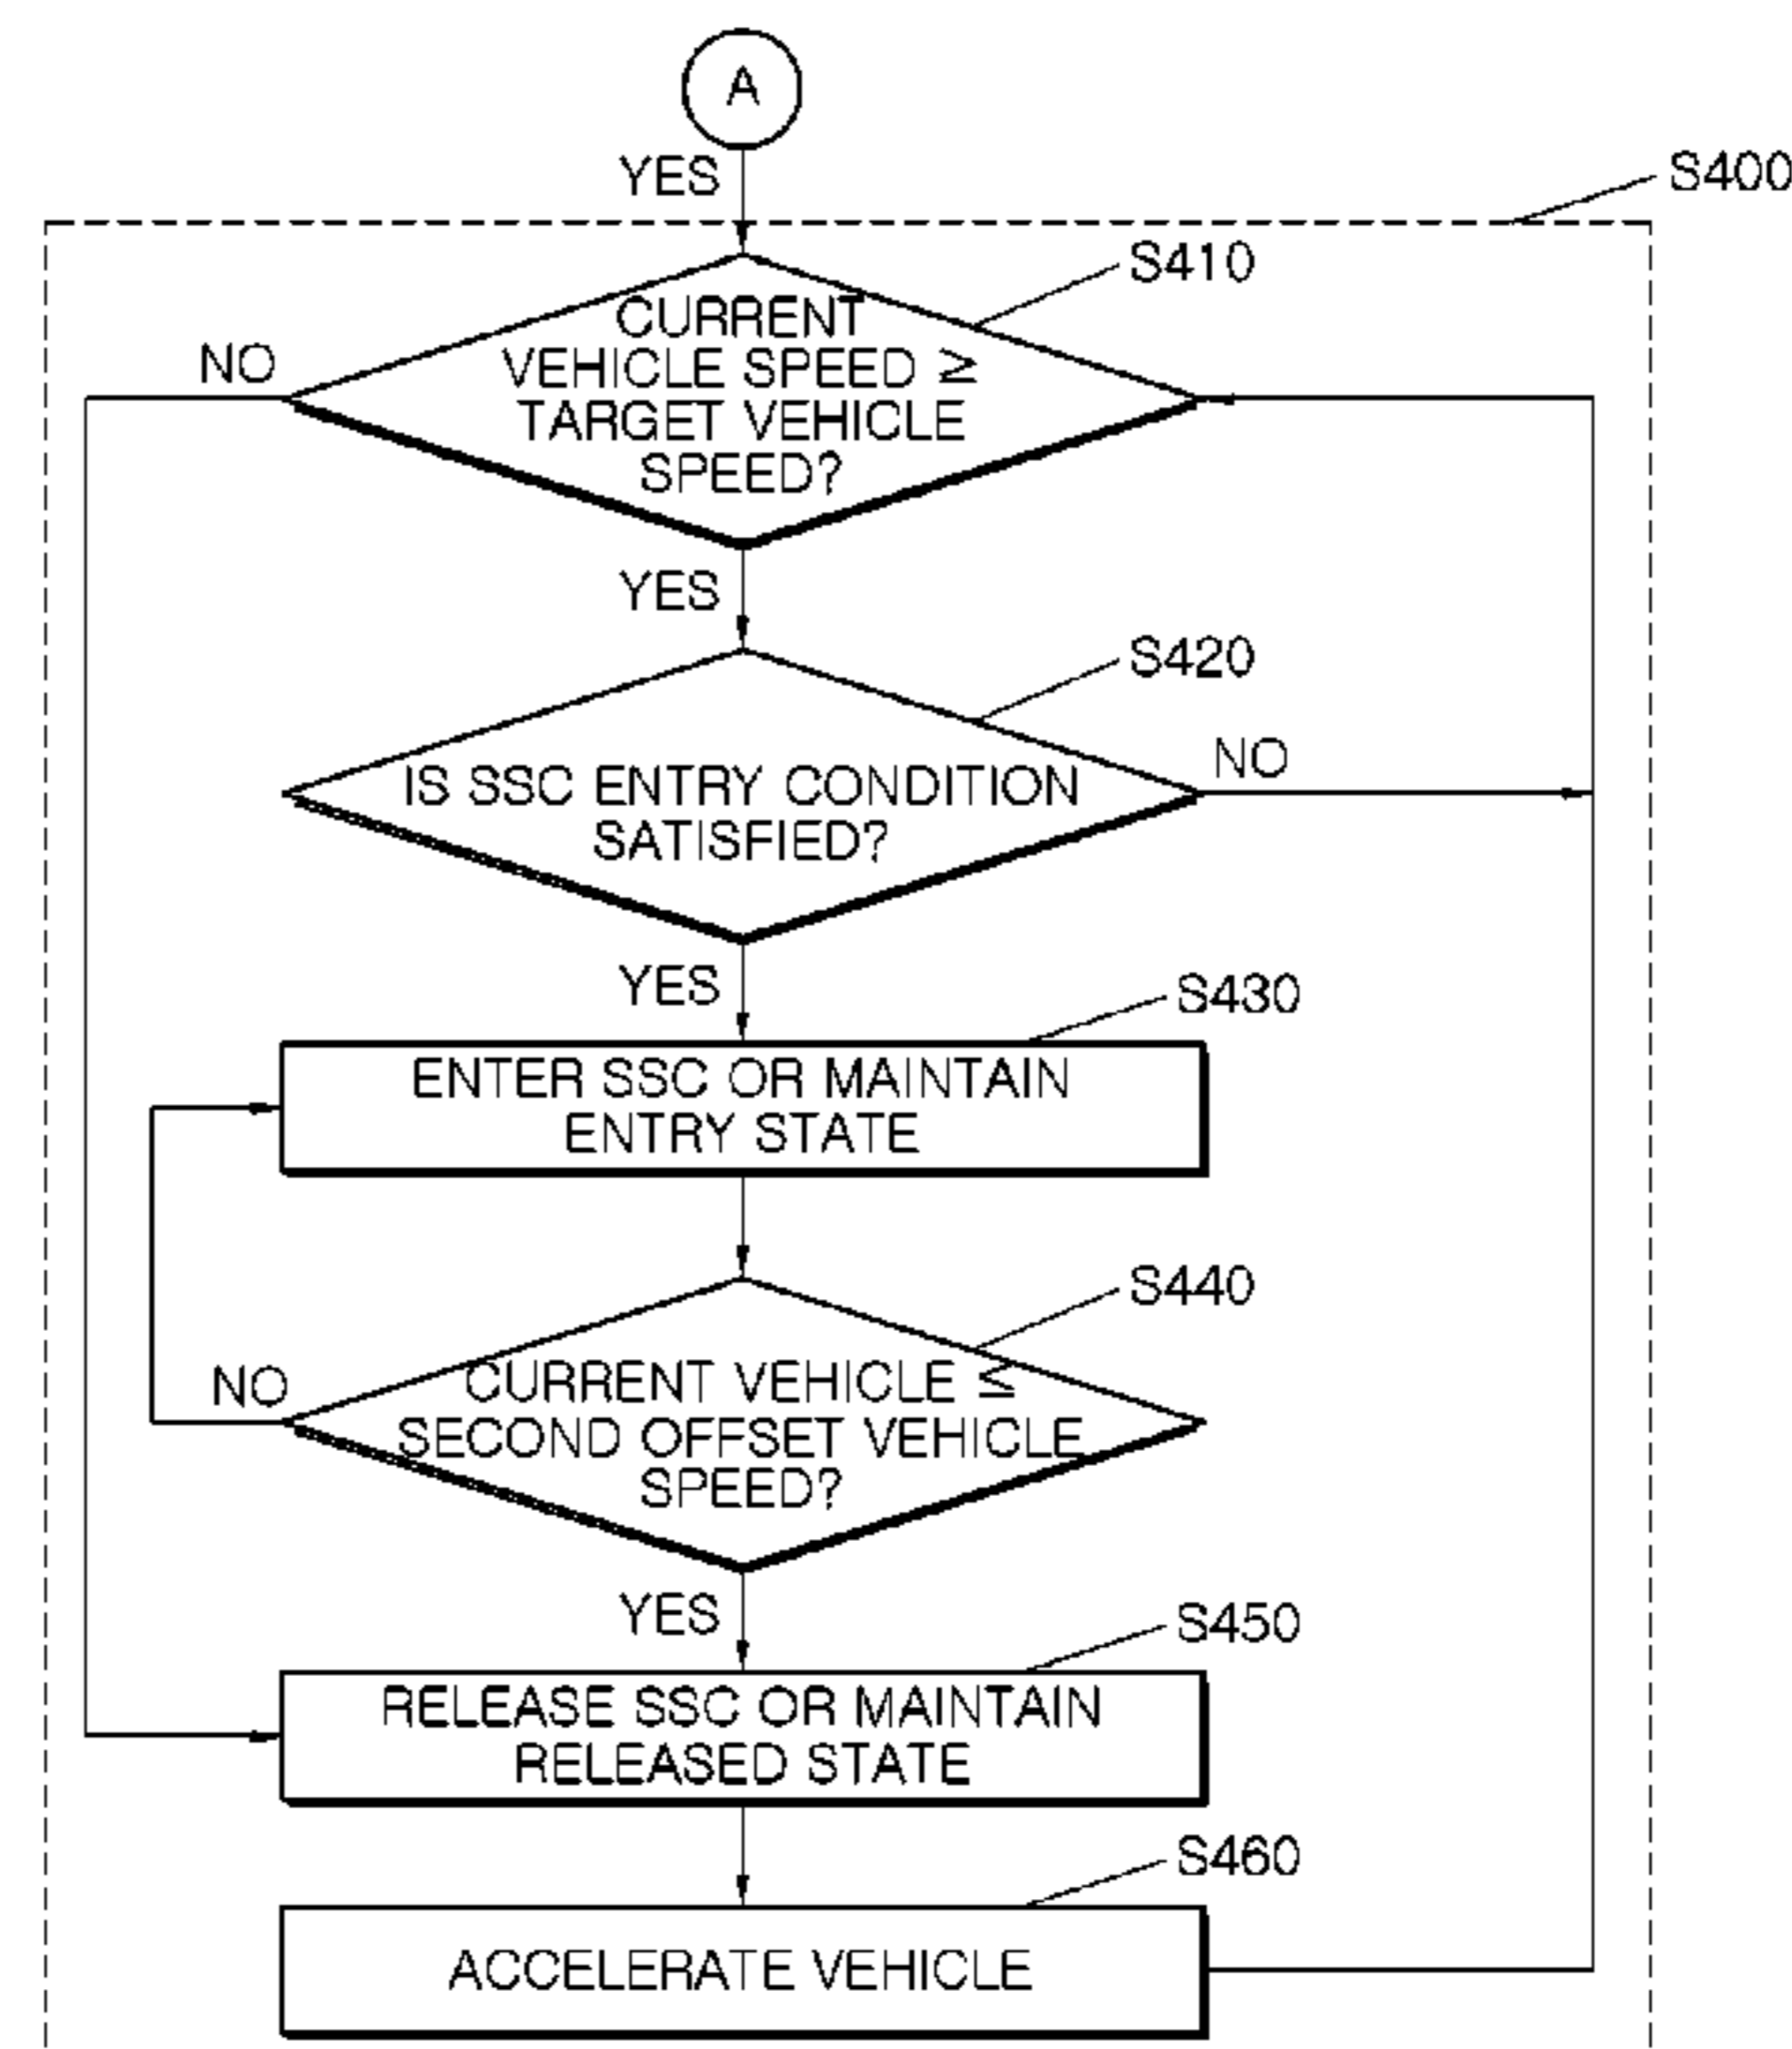 A
YES
S400
S410
CURRENT
NO
VEHICLE SPEED ≥
TARGET VEHICLE
SPEED?
YES
S420
NO
IS SSC ENTRY CONDITION
SATISFIED?
YES
S430
ENTER SSC OR MAINTAIN
ENTRY STATE
S440
NO
CURRENT VEHICLE ≤
SECOND OFFSET VEHICLE
SPEED?
YES
S450
RELEASE SSC OR MAINTAIN
RELEASED STATE
S460
ACCELERATE VEHICLE